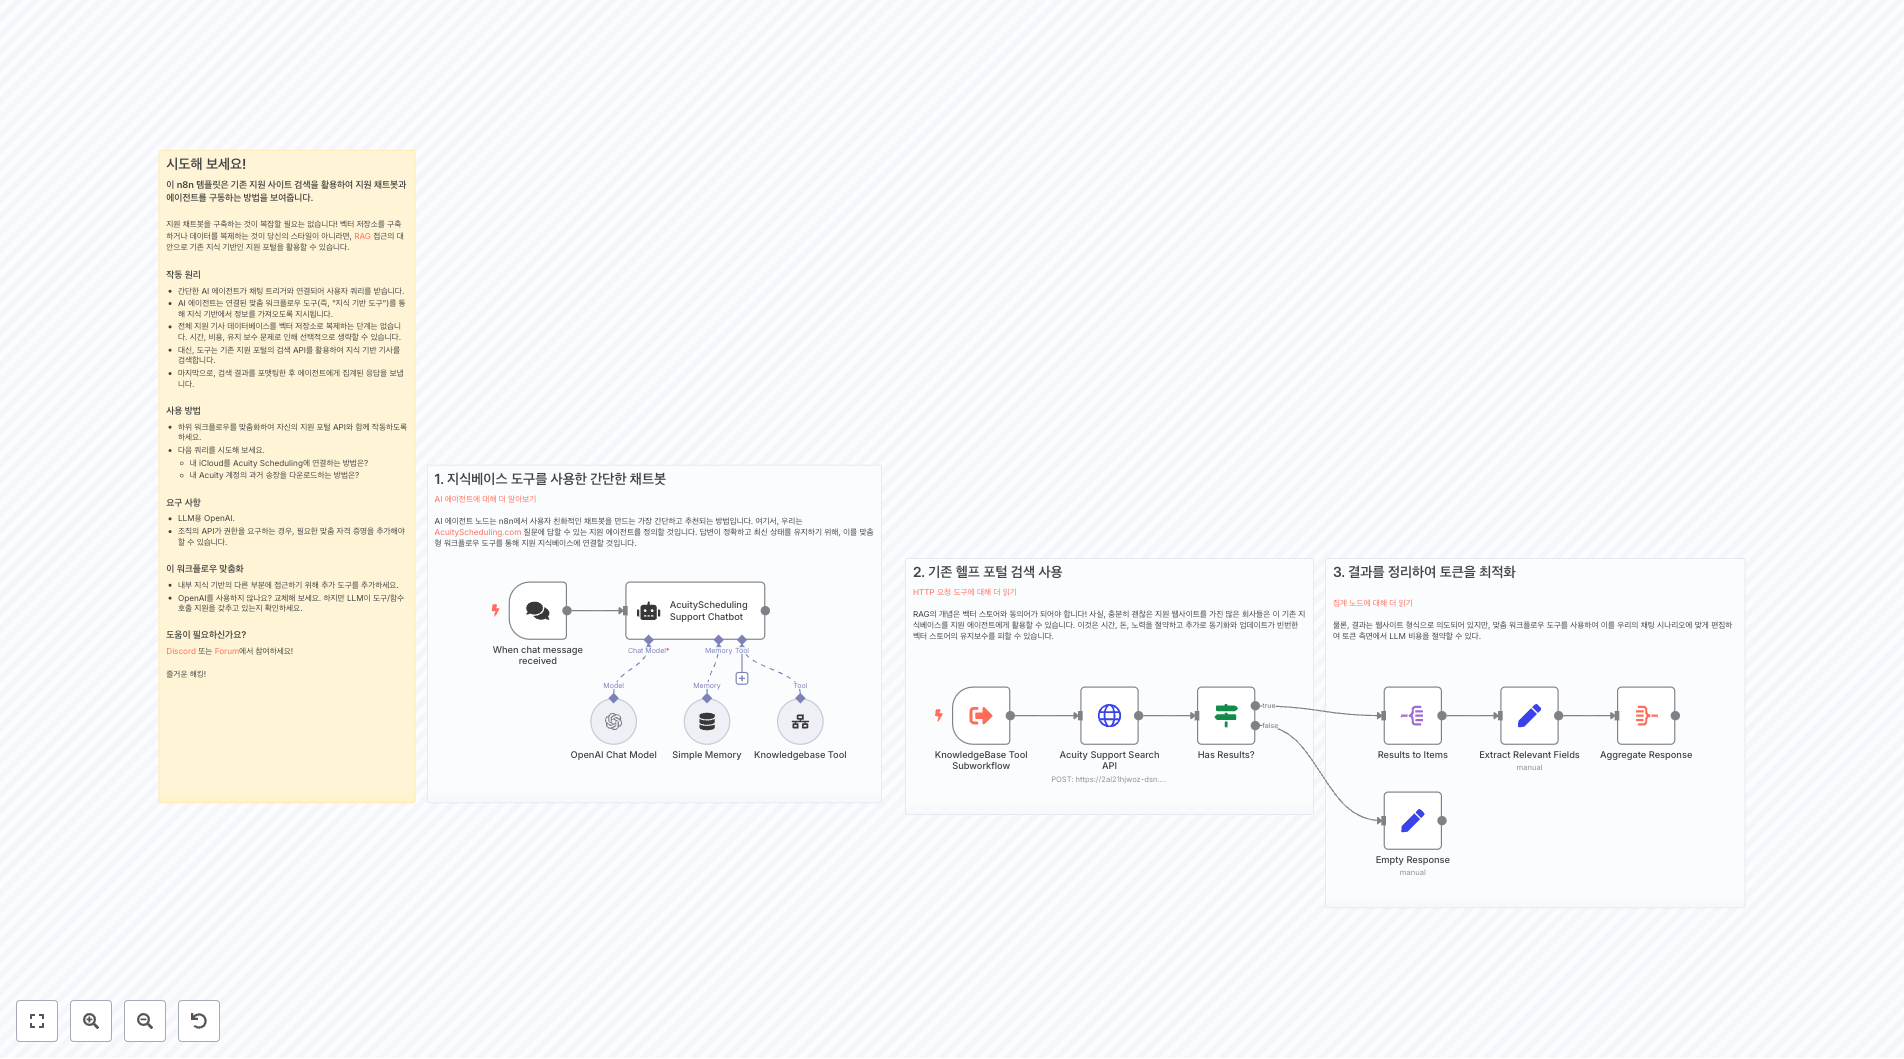 시도해 보세요!
이 n8n 템플릿은 기존 지원 사이트 검색을 활용하여 지원 채트봇과
에이전트를 구동하는 방법을 보여줍니다.
지원 채트봇을 구축하는 것이 복잡할 필요는 없습니다! 벡터 저장소를 구축
하거나 데이터를 복제하는 것이 당신의 스타일이 아니라면, RAG 접근의 대
안으로 기존 지식 기반인 지원 포털을 활용할 수 있습니다.
작동 원리
간단한 AI 에이전트가 채팅 트리거와 연결되어 사용자 쿼리를 받습니다.
AI 에이전트는 연결된 맞춤 워크플로우 도구(즉, "지식 기반 도구")를 통
해 지식 기반에서 정보를 가져오도록 지시됩니다.
전체 지원 기사 데이터베이스를 벡터 저장소로 복제하는 단계는 없습니
다. 시간, 비용, 유지 보수 문제로 인해 선택적으로 생략할 수 있습니다.
대신, 도구는 기존 지원 포털의 검색 API를 활용하여 지식 기반 기사를
검색합니다.
마지막으로, 검색 결과를 포맷팅한 후 에이전트에게 집계된 응답을 보냅
니다.
사용 방법
하위 워크플로우를 맞춤화하여 자신의 지원 포털 API와 함께 작동하도록
하세요.
다음 쿼리를 시도해 보세요.
내 iCloud를 Acuity Scheduling에 연결하는 방법은?
내 Acuity 계정의 과거 송장을 다운로드하는 방법은?
요구 사항
LLM용 OpenAI.
조직의 API가 권한을 요구하는 경우, 필요한 맞춤 자격 증명을 추가해야
할 수 있습니다.
이 워크플로우 맞춤화
내부 지식 기반의 다른 부분에 접근하기 위해 추가 도구를 추가하세요.
OpenAI를 사용하지 않나요? 교체해 보세요. 하지만 LLM이 도구/함수
호출 지원을 갖추고 있는지 확인하세요.
도움이 필요하신가요?
Discord 또는 Forum에서 참여하세요!
즐거운 해킹!
1. 지식베이스 도구를 사용한 간단한 채트봇
AI 에이전트에 대해 더 알아보기
AI 에이전트 노드는 n8n에서 사용자 친화적인 채트봇을 만드는 가장 간단하고 추천되는 방법입니다. 여기서, 우리는
AcuityScheduling.com 질문에 답할 수 있는 지원 에이전트를 정의할 것입니다. 답변이 정확하고 최신 상태를 유지하기 위해, 이를 맞춤
형 워크플로우 도구를 통해 지원 지식베이스에 연결할 것입니다.
When chat message
received
AcuityScheduling
Support Chatbot
Chat Model*
Memory
Tool
Model
Memory
Tool
OpenAI Chat Model
Simple Memory
Knowledgebase Tool
2. 기존 헬프 포털 검색 사용
HTTP 요청 도구에 대해 더 읽기
RAG의 개념은 벡터 스토어와 동의어가 되어야 합니다! 사실, 충분히 괜찮은 지원 웹사이트를 가진 많은 회사들은 이 기존 지
식베이스를 지원 에이전트에게 활용할 수 있습니다. 이것은 시간, 돈, 노력을 절약하고 추가로 동기화와 업데이트가 빈번한
벡터 스토어의 유지보수를 피할 수 있습니다.
KnowledgeBase Tool
Subworkflow
Acuity Support Search
API
POST: https://2al21hjwoz-dsn....
Has Results?
true
false
3. 결과를 정리하여 토큰을 최적화
집계 노드에 대해 더 읽기
물론, 결과는 웹사이트 형식으로 의도되어 있지만, 맞춤 워크플로우 도구를 사용하여 이를 우리의 채팅 시나리오에 맞게 편집하
여 토큰 측면에서 LLM 비용을 절약할 수 있다.
Results to Items
Extract Relevant Fields
manual
Aggregate Response
Empty Response
manual